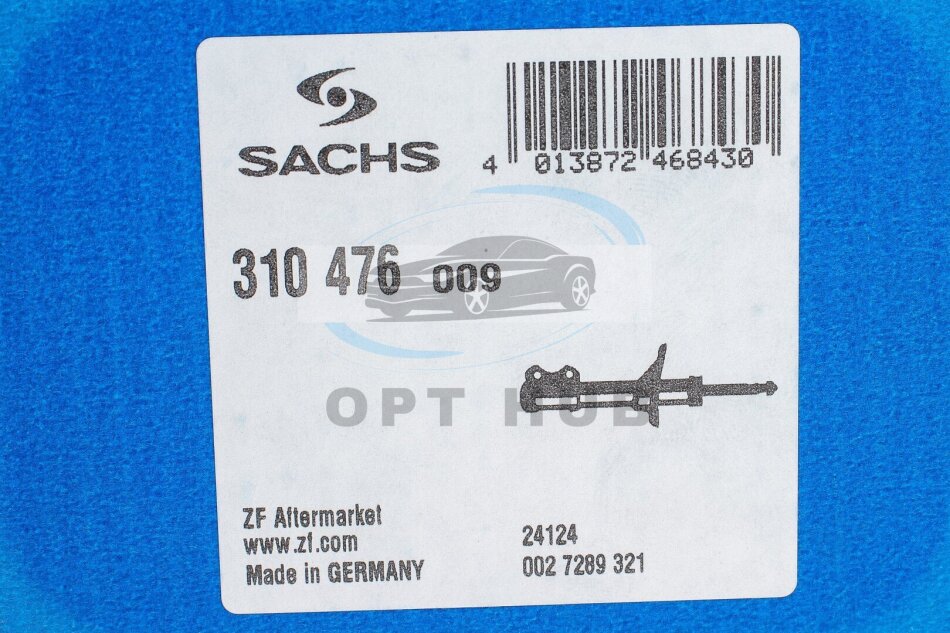 SACHS
4 013872 468430
310 476 009
OPT HUB
ZF Aftermarket
www.zf.com
Made in GERMANY
24124
002 7289 321